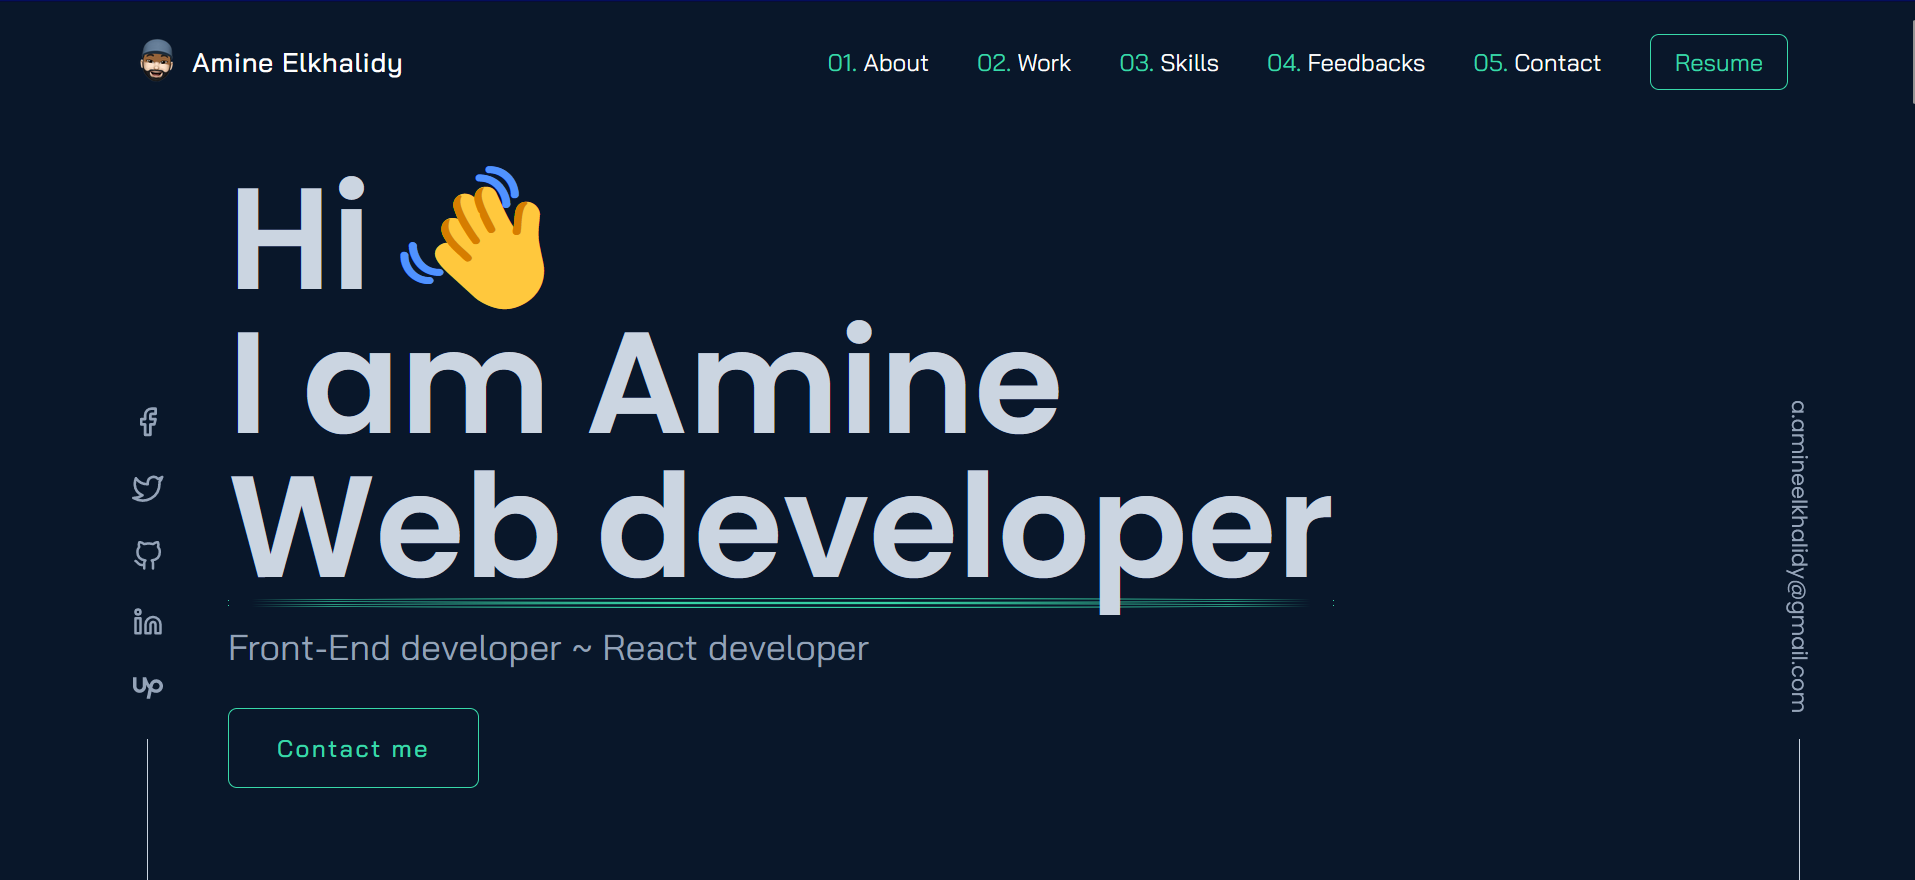 Amine Elkhalidy
01. About
02. Work
03. Skills
04. Feedbacks
05. Contact
Resume
Hi
I am Amine
Web developer
Front-End developer ~ React developer
Contact me
up
a.amineelkhalidy@gmail.com